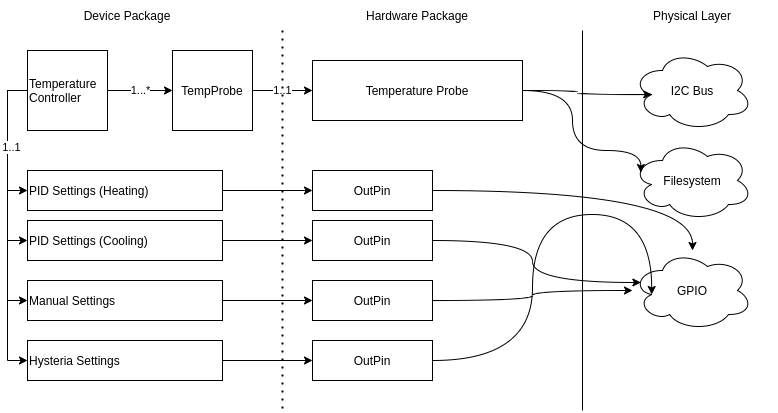 Device Package
Hardware Package
Physical Layer
Temperature
Controller
1...*
TempProbe
1..1
Temperature Probe
I2C Bus
1..1
Filesystem
PID Settings (Heating)
OutPin
PID Settings (Cooling)
OutPin
GPIO
Manual Settings
OutPin
Hysteria Settings
OutPin